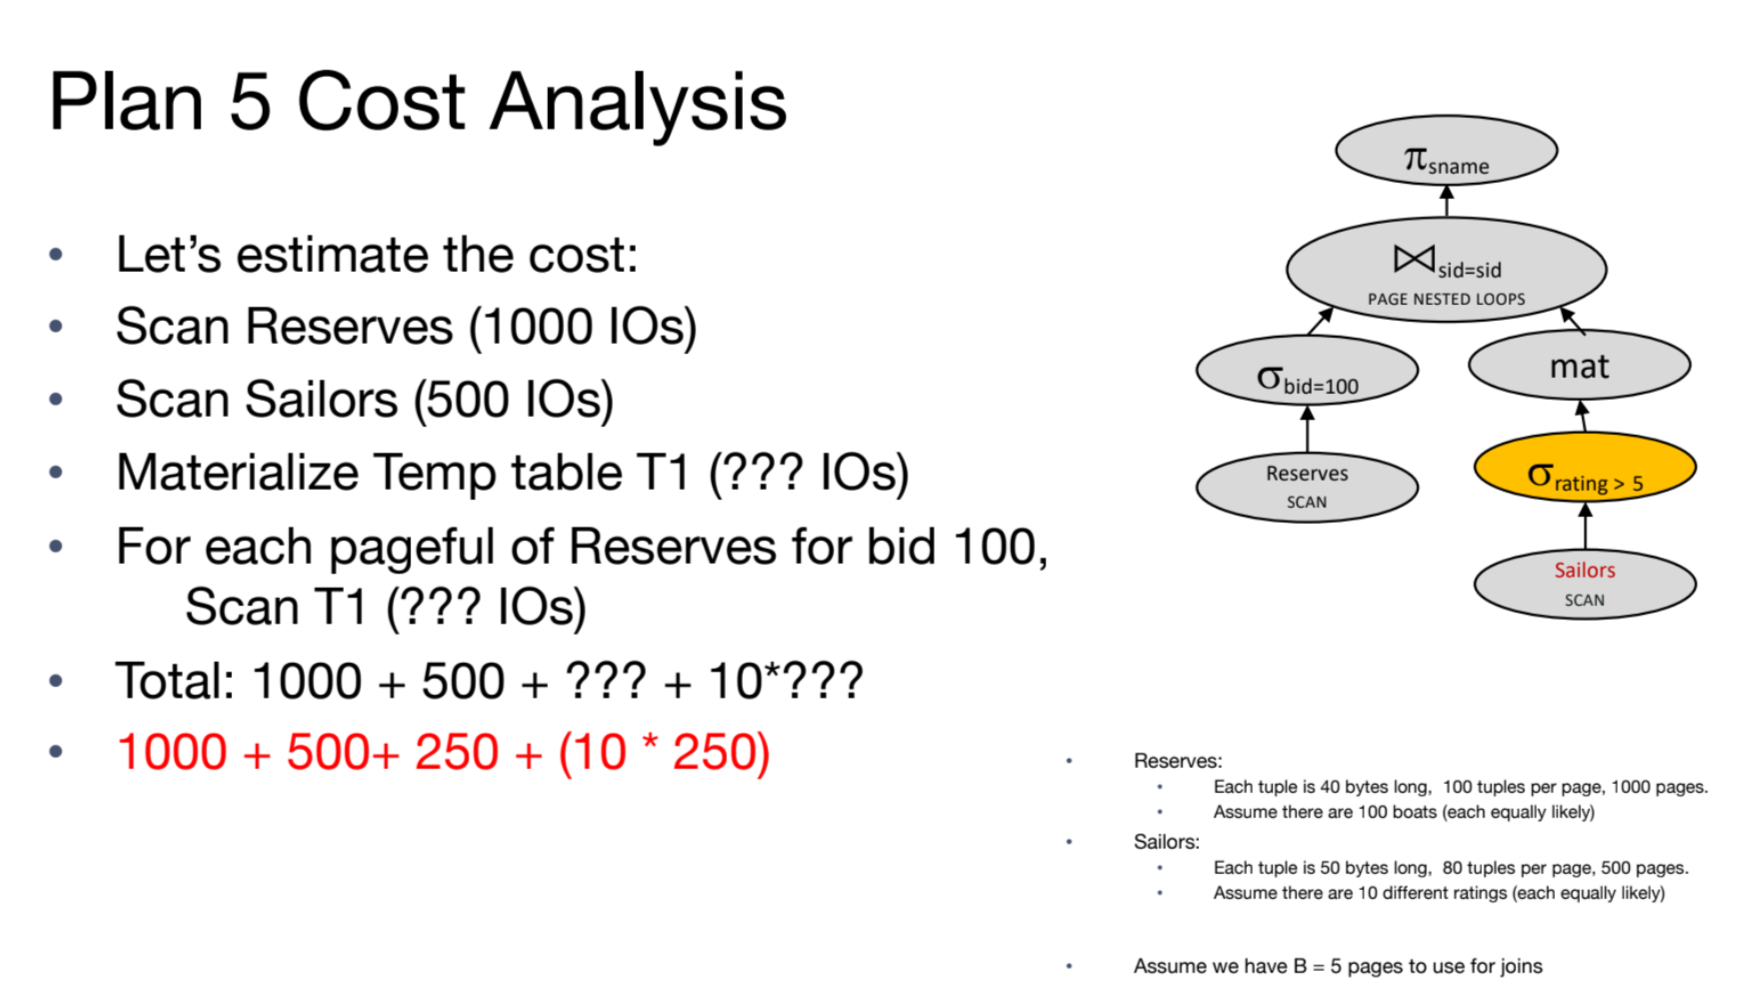 Plan 5 Cost Analysis
• Let’s estimate the cost:
• Scan Reserves (1000 IOs)
• Scan Sailors (500 IOs)
• Materialize Temp table T1 (??? IOs)
• For each pageful of Reserves for bid 100,
Scan T1 (??? IOs)
• Total: 1000 + 500 + ??? + 10*???
• 1000 + 500+ 250 + (10 * 250)
π sname
⋈ sid=sid
PAGE NESTED LOOPS
σ bid=100
mat
Reserves
SCAN
σ rating > 5
Sailors
SCAN
• Reserves:
• Each tuple is 40 bytes long, 100 tuples per page, 1000 pages.
• Assume there are 100 boats (each equally likely)
• Sailors:
• Each tuple is 50 bytes long, 80 tuples per page, 500 pages.
• Assume there are 10 different ratings (each equally likely)
• Assume we have B = 5 pages to use for joins